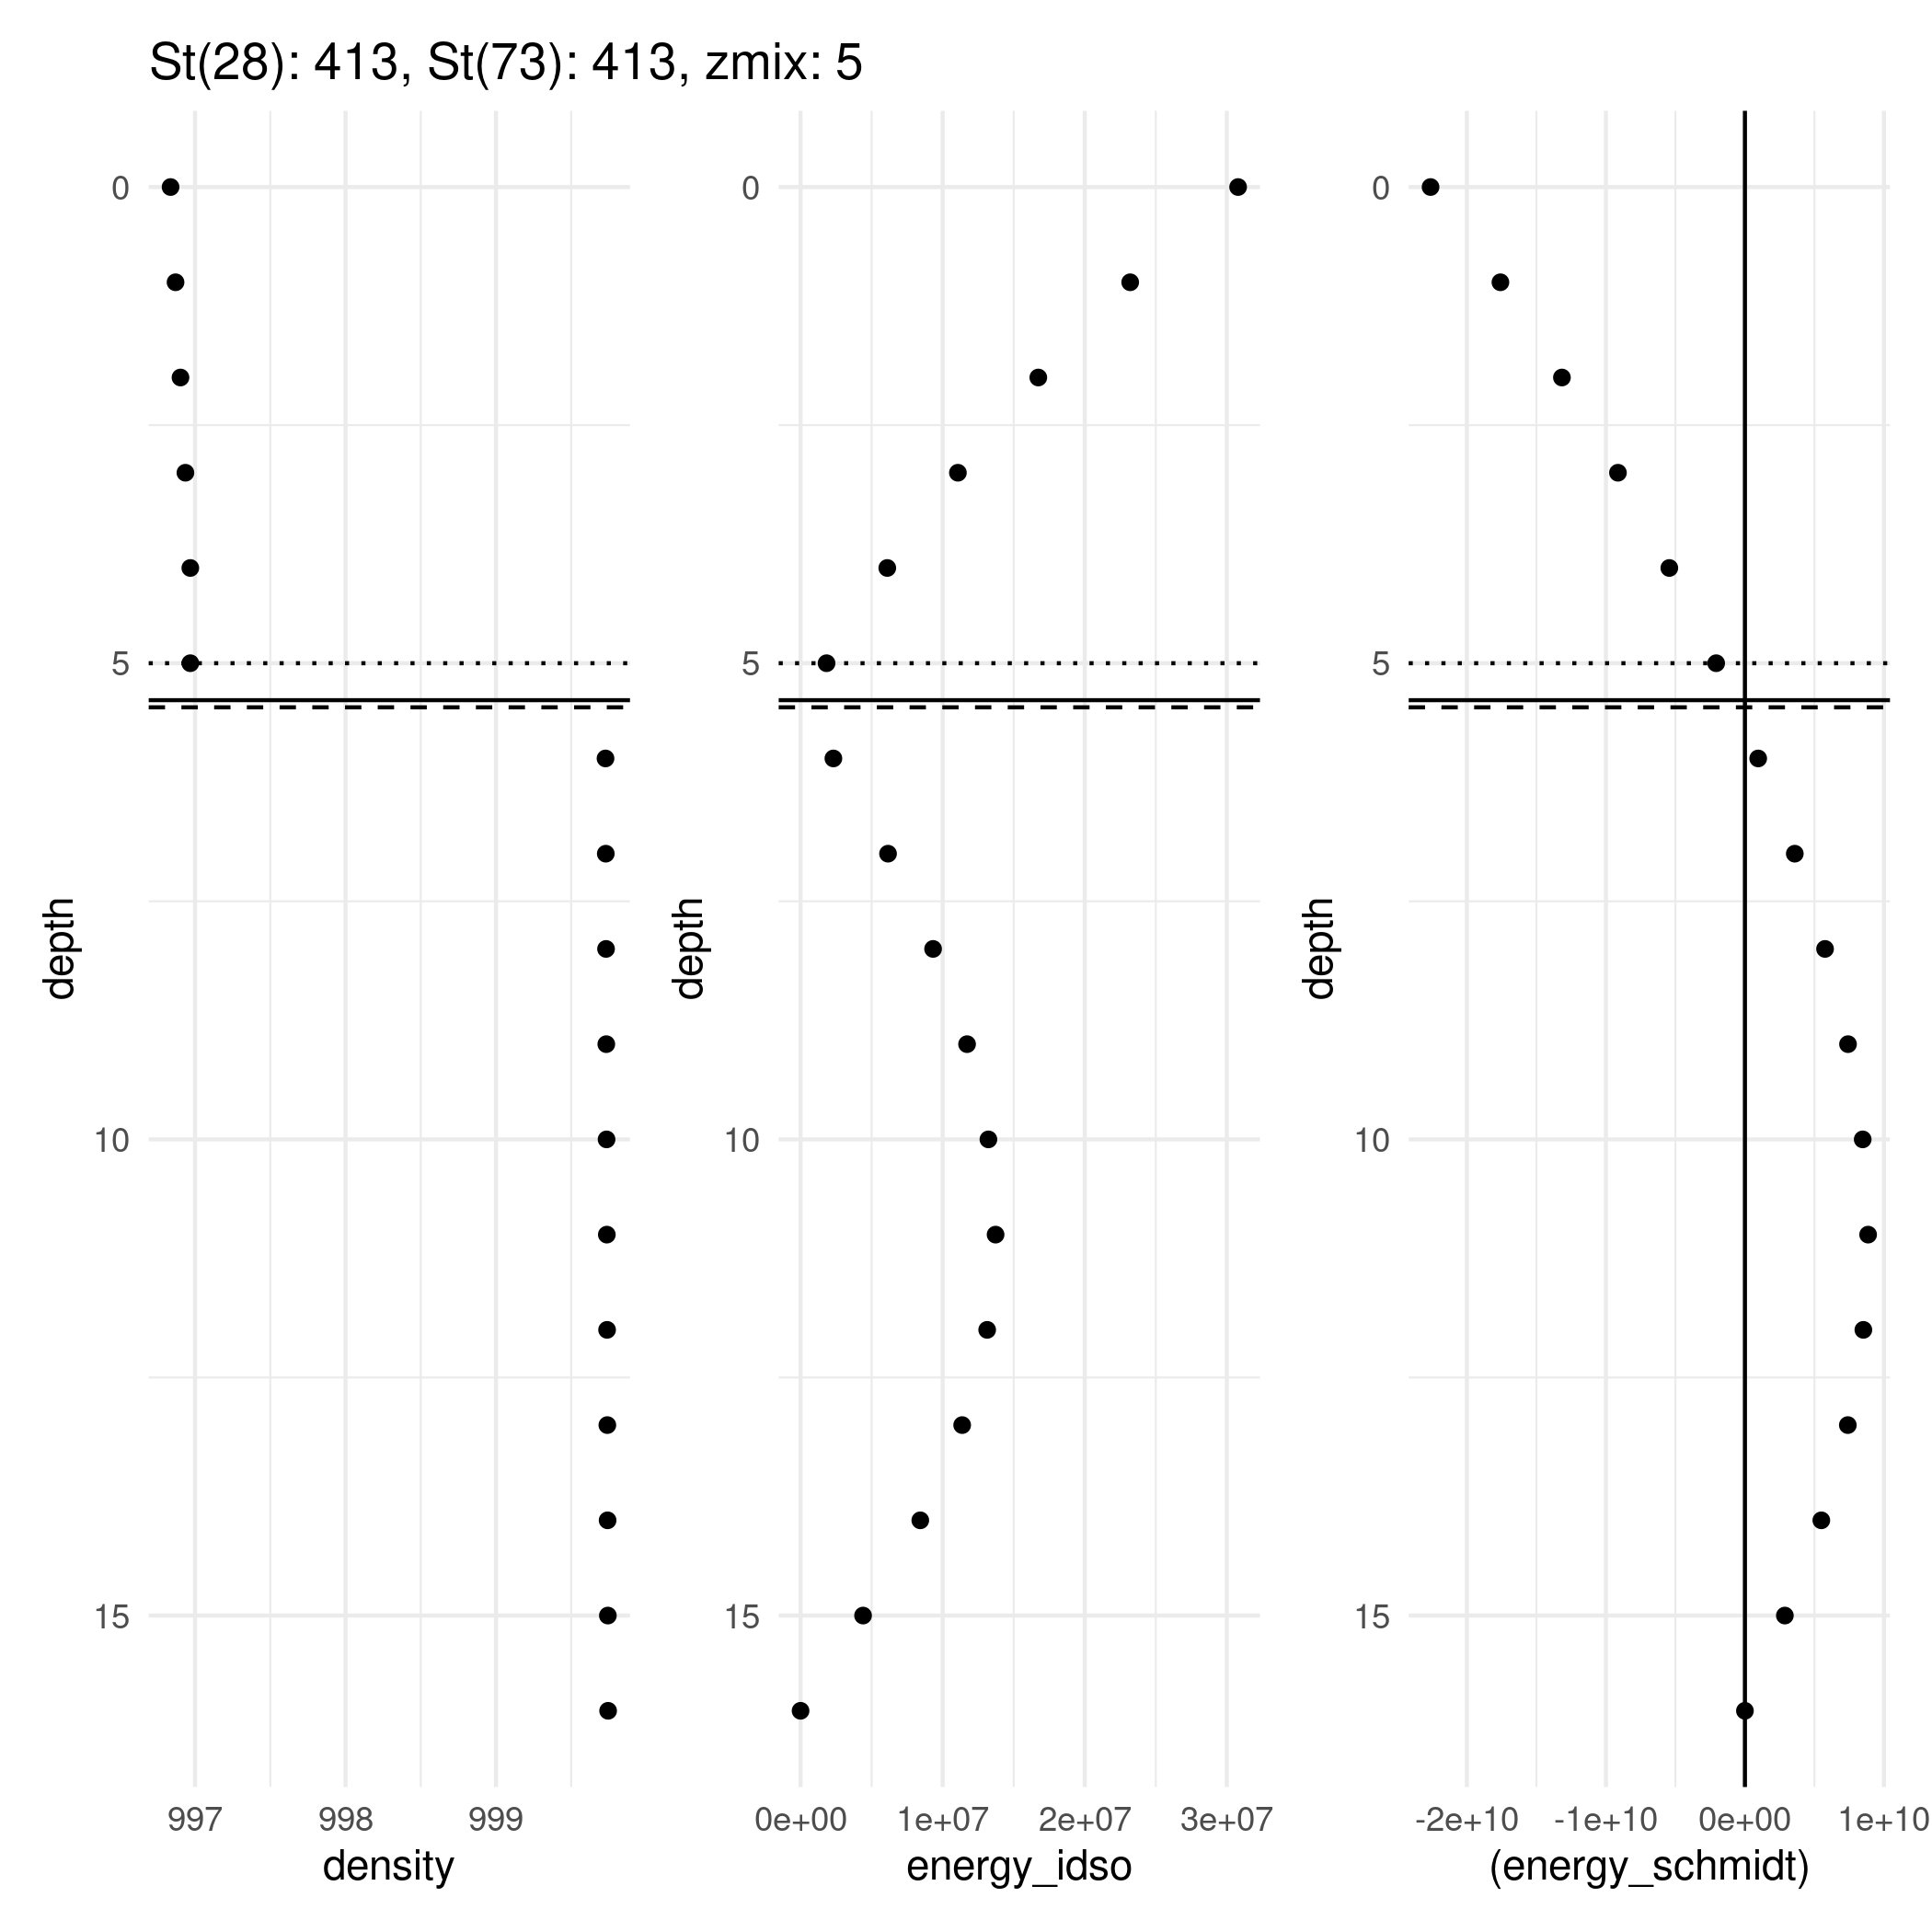 St(28): 413, St(73): 413, zmix: 5
0
5
10
15
depth
997 998 999
density
0
5
10
15
depth
0e+00 1e+07 2e+07 3e+07
energy_idso
0
5
10
15
depth
-2e+10 -1e+10 0e+00 1e+10
(energy_schmidt)